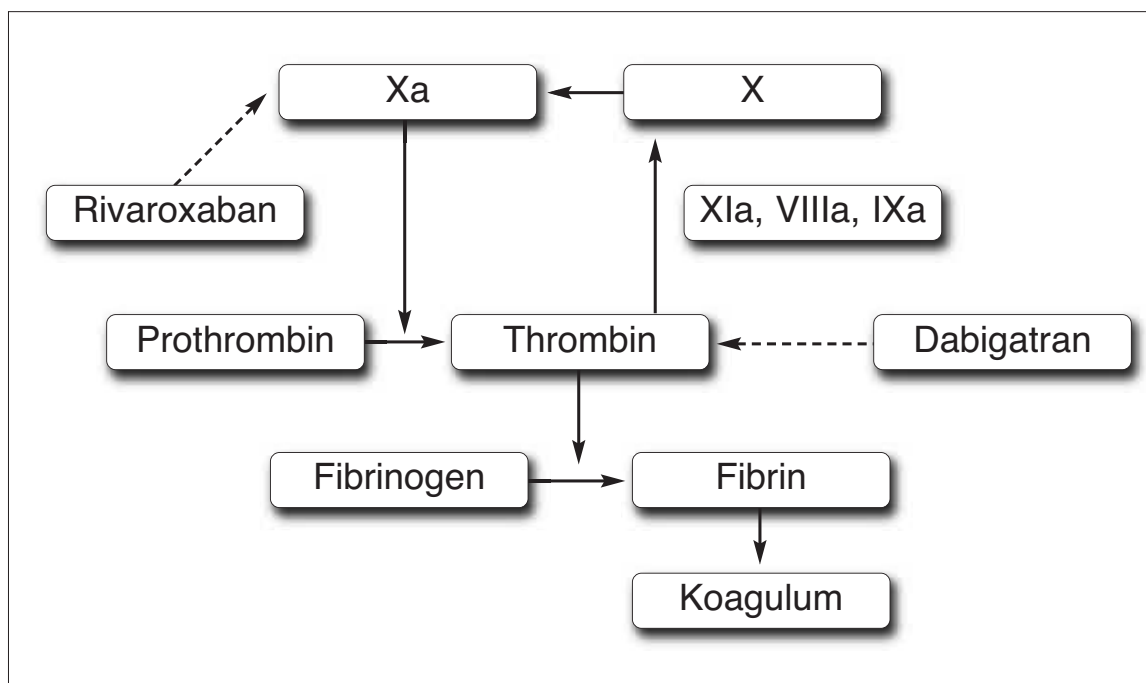 Xa
X
Rivaroxaban
XIa, VIIIa, IXa
Prothrombin
Thrombin
Dabigatran
Fibrinogen
Fibrin
Koagulum